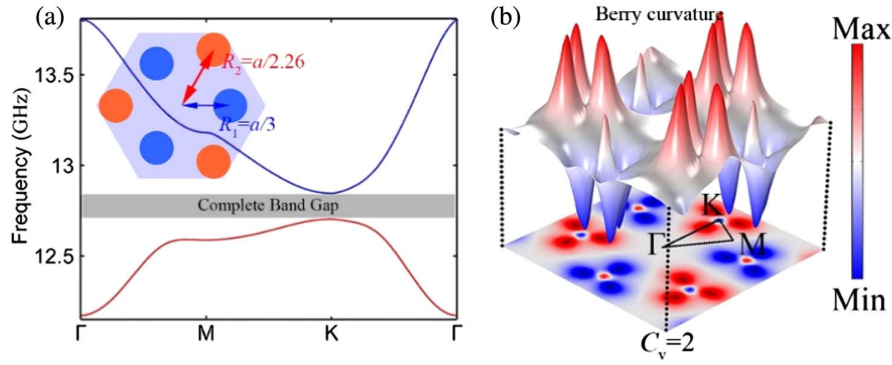 (a)
R₂=a/2.26
R₁=a/3
Complete Band Gap
Frequency (GHz)
13.5
13
12.5
Γ M K Γ
(b)
Berry curvature
Max
Min
K
Γ
M
Cᵥ=2